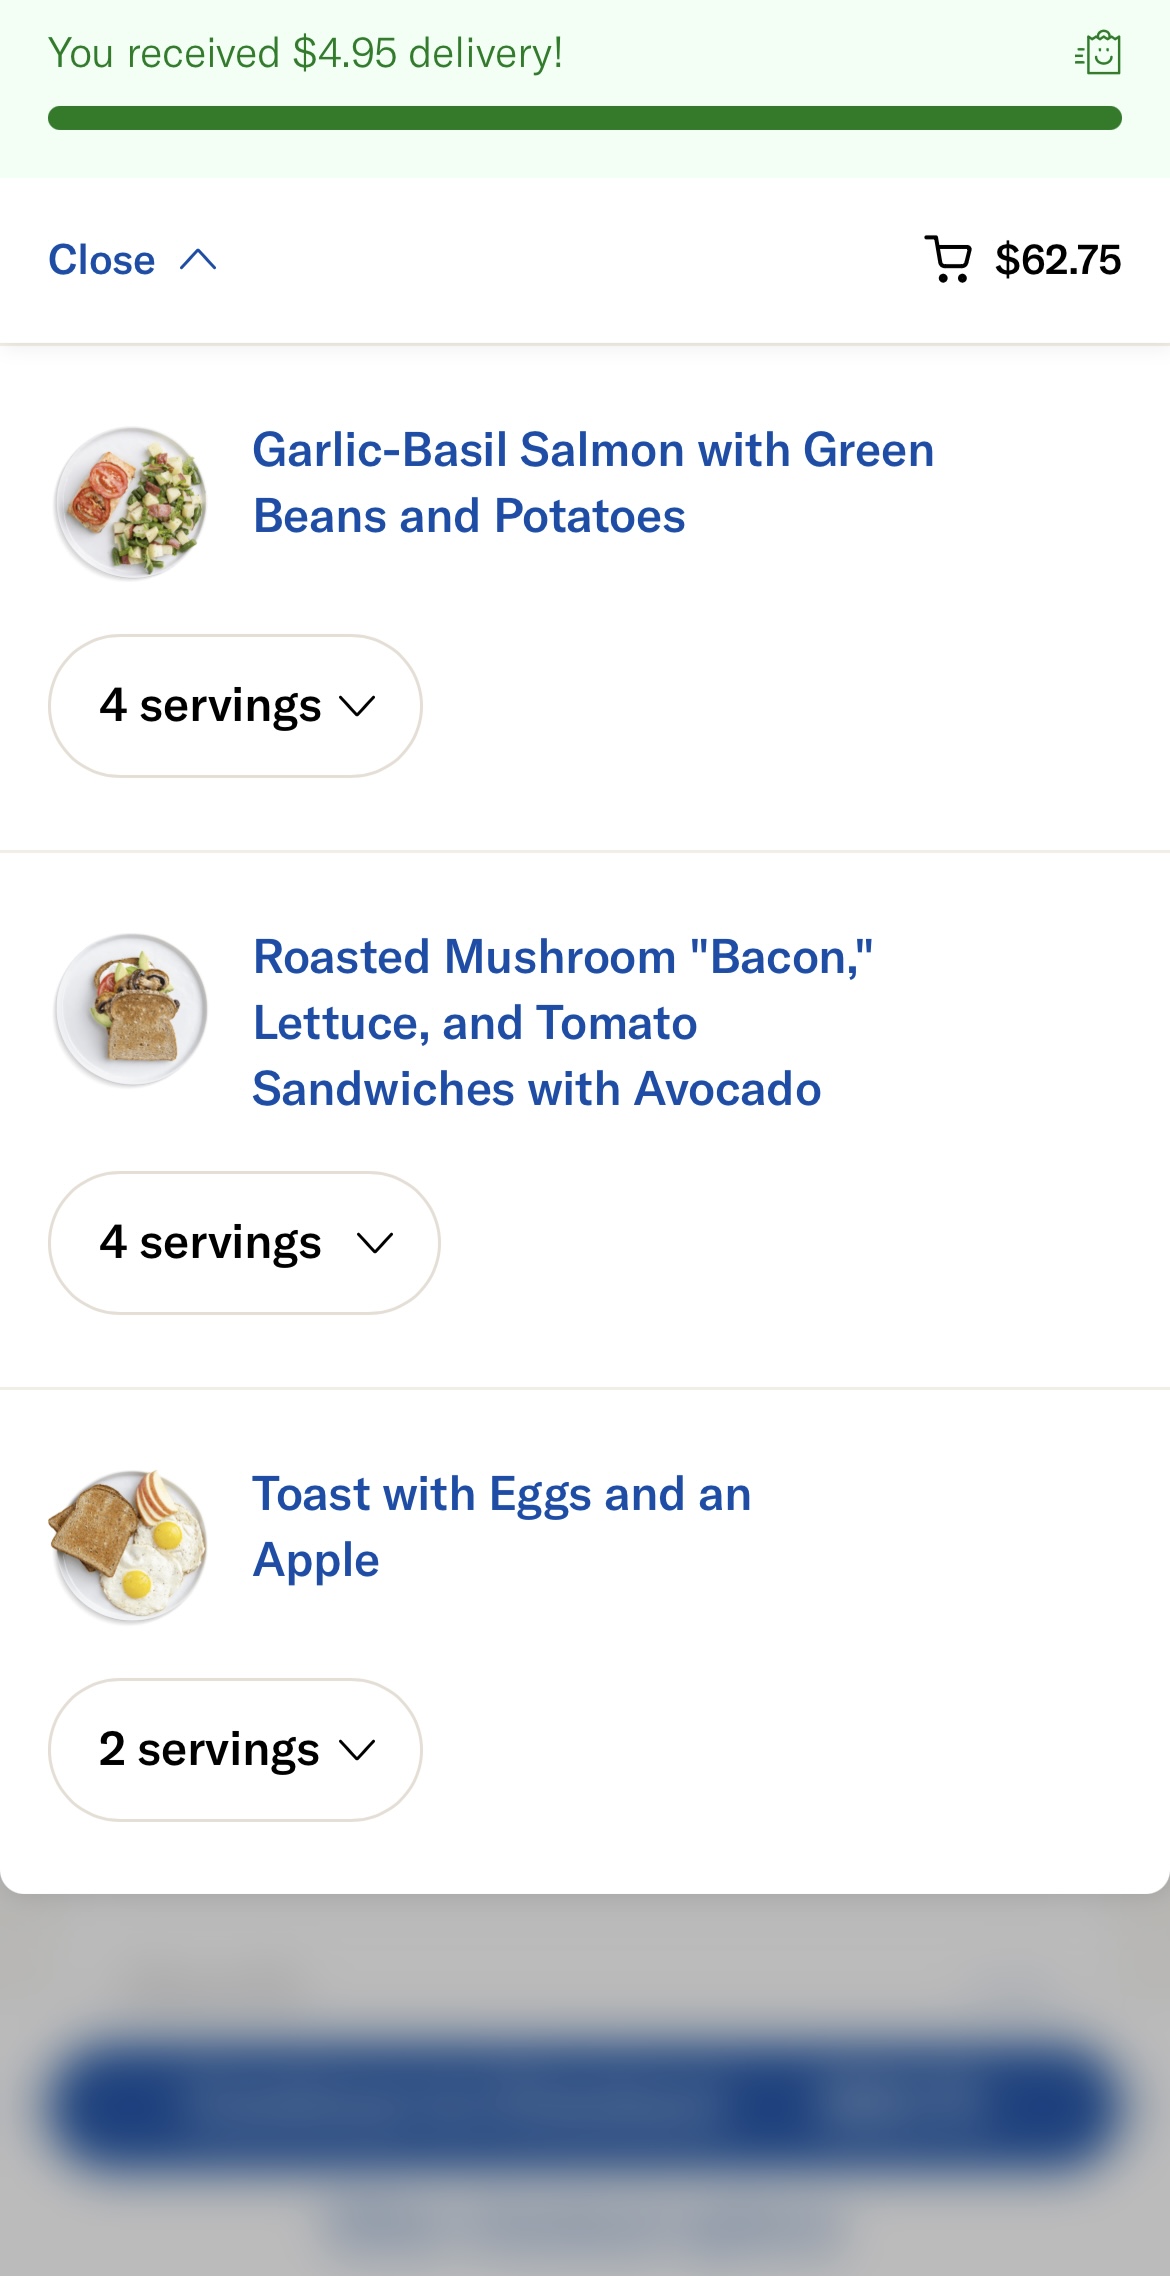 You received $4.95 delivery!
Close
$62.75
Garlic-Basil Salmon with Green
Beans and Potatoes
4 servings
Roasted Mushroom "Bacon,"
Lettuce, and Tomato
Sandwiches with Avocado
4 servings
Toast with Eggs and an
Apple
2 servings